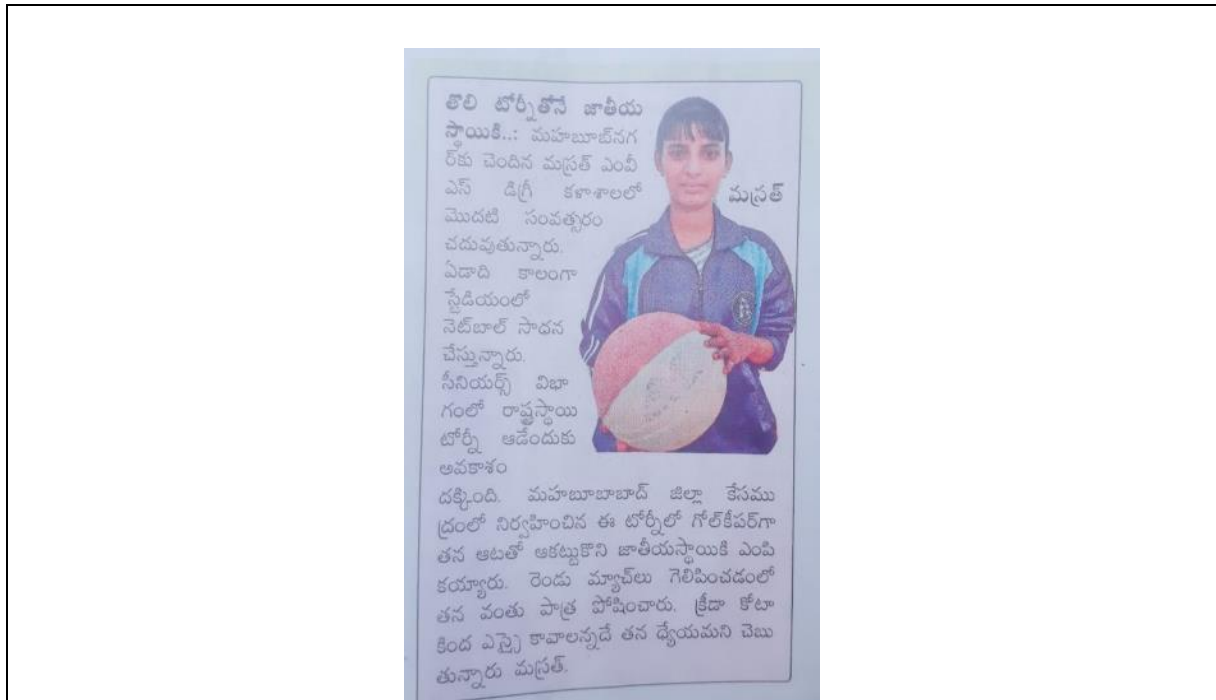 తొలి టోర్నీతోనే జాతీయ
స్థాయికి..: మహబూబ్‌నగ
ర్‌కు చెందిన మస్రత్ ఎంవీ
ఎస్ డిగ్రీ కళాశాలలో
మొదటి సంవత్సరం
చదువుతున్నారు.
ఏడాది కాలంగా
స్టేడియంలో
నెట్‌బాల్ సాధన
చేస్తున్నారు.
సీనియర్స్ విభా
గంలో రాష్ట్రస్థాయి
టోర్నీ ఆడేందుకు
అవకాశం
దక్కింది. మహబూబాబాద్ జిల్లా కేసము
ద్రంలో నిర్వహించిన ఈ టోర్నీలో గోల్‌కీపర్‌గా
తన ఆటతో ఆకట్టుకొని జాతీయస్థాయికి ఎంపి
కయ్యారు. రెండు మ్యాచ్‌లు గెలిపించడంలో
తన వంతు పాత్ర పోషించారు. క్రీడా కోటా
కింద ఎస్సై కావాలన్నదే తన ధ్యేయమని చెబు
తున్నారు మస్రత్.
మస్రత్